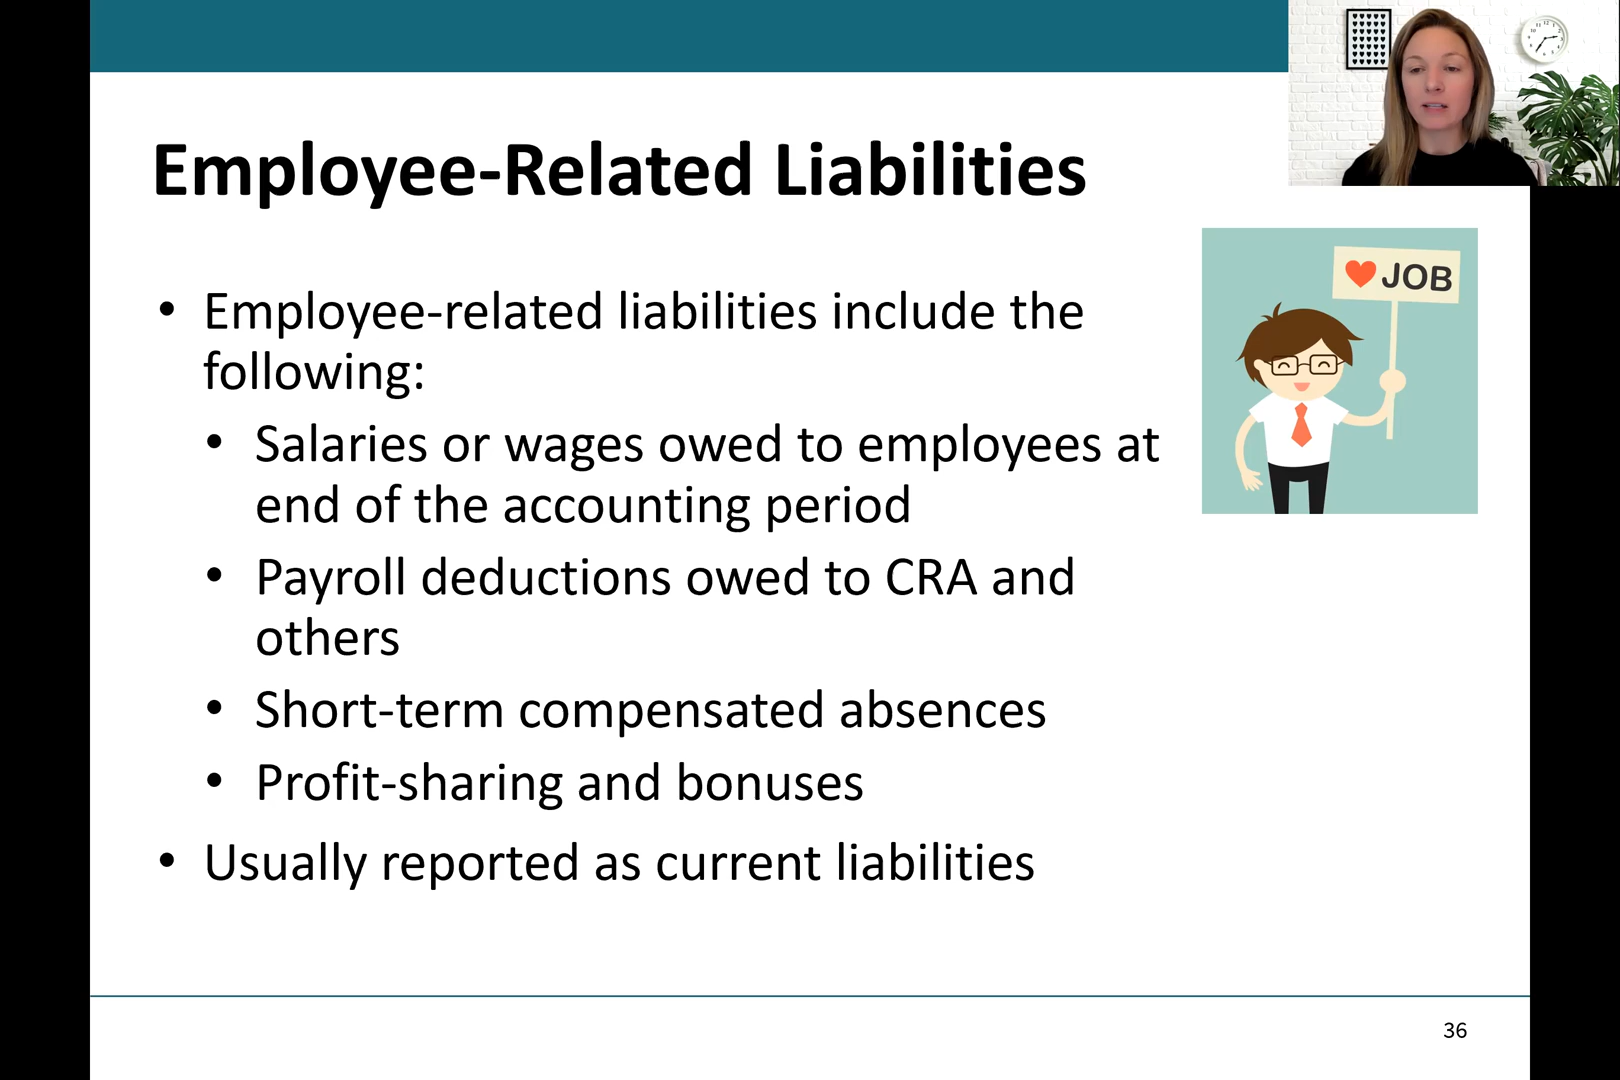 Employee-Related Liabilities
♥ JOB
• Employee-related liabilities include the
following:
• Salaries or wages owed to employees at
end of the accounting period
• Payroll deductions owed to CRA and
others
• Short-term compensated absences
• Profit-sharing and bonuses
• Usually reported as current liabilities
36